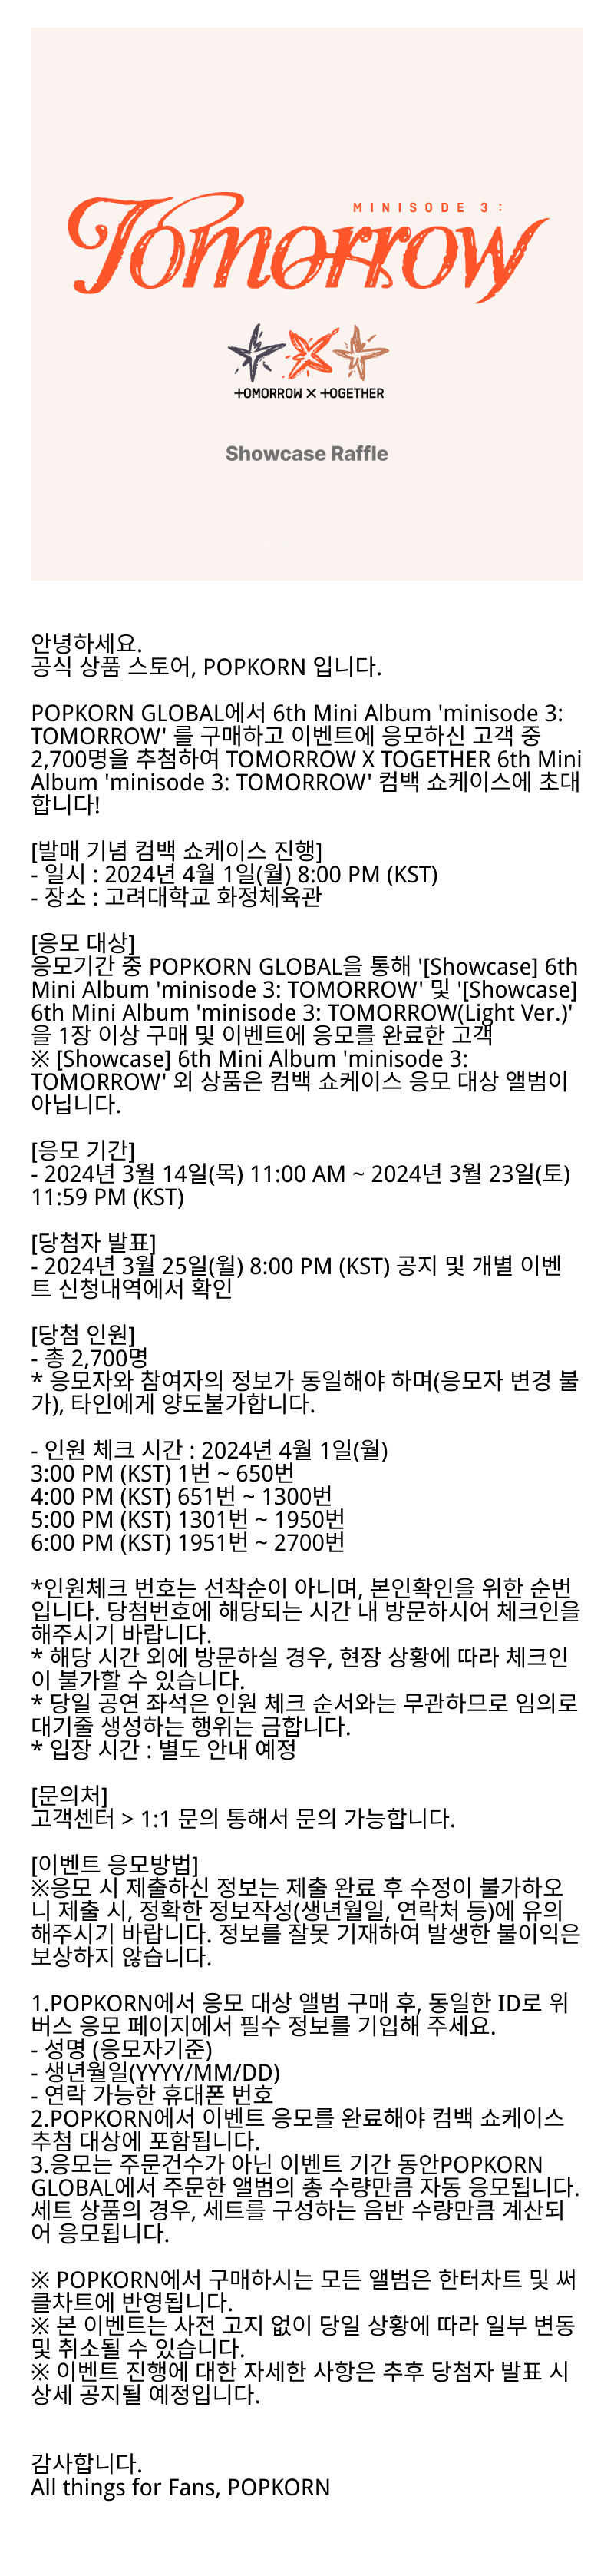 MINISODE 3:
Tomorrow
TOMORROW X TOGETHER
Showcase Raffle
안녕하세요.
공식 상품 스토어, POPKORN 입니다.
POPKORN GLOBAL에서 6th Mini Album 'minisode 3:
TOMORROW' 를 구매하고 이벤트에 응모하신 고객 중
2,700명을 추첨하여 TOMORROW X TOGETHER 6th Mini
Album 'minisode 3: TOMORROW' 컴백 쇼케이스에 초대
합니다!
[발매 기념 컴백 쇼케이스 진행]
- 일시 : 2024년 4월 1일(월) 8:00 PM (KST)
- 장소 : 고려대학교 화정체육관
[응모 대상]
응모기간 중 POPKORN GLOBAL을 통해 '[Showcase] 6th
Mini Album 'minisode 3: TOMORROW' 및 '[Showcase]
6th Mini Album 'minisode 3: TOMORROW(Light Ver.)'
을 1장 이상 구매 및 이벤트에 응모를 완료한 고객
※ [Showcase] 6th Mini Album 'minisode 3:
TOMORROW' 외 상품은 컴백 쇼케이스 응모 대상 앨범이
아닙니다.
[응모 기간]
- 2024년 3월 14일(목) 11:00 AM ~ 2024년 3월 23일(토)
11:59 PM (KST)
[당첨자 발표]
- 2024년 3월 25일(월) 8:00 PM (KST) 공지 및 개별 이벤
트 신청내역에서 확인
[당첨 인원]
- 총 2,700명
* 응모자와 참여자의 정보가 동일해야 하며(응모자 변경 불
가), 타인에게 양도불가합니다.
- 인원 체크 시간 : 2024년 4월 1일(월)
3:00 PM (KST) 1번 ~ 650번
4:00 PM (KST) 651번 ~ 1300번
5:00 PM (KST) 1301번 ~ 1950번
6:00 PM (KST) 1951번 ~ 2700번
*인원체크 번호는 선착순이 아니며, 본인확인을 위한 순번
입니다. 당첨번호에 해당되는 시간 내 방문하시어 체크인을
해주시기 바랍니다.
* 해당 시간 외에 방문하실 경우, 현장 상황에 따라 체크인
이 불가할 수 있습니다.
* 당일 공연 좌석은 인원 체크 순서와는 무관하므로 임의로
대기줄 생성하는 행위는 금합니다.
* 입장 시간 : 별도 안내 예정
[문의처]
고객센터 > 1:1 문의 통해서 문의 가능합니다.
[이벤트 응모방법]
※응모 시 제출하신 정보는 제출 완료 후 수정이 불가하오
니 제출 시, 정확한 정보작성(생년월일, 연락처 등)에 유의
해주시기 바랍니다. 정보를 잘못 기재하여 발생한 불이익은
보상하지 않습니다.
1.POPKORN에서 응모 대상 앨범 구매 후, 동일한 ID로 위
버스 응모 페이지에서 필수 정보를 기입해 주세요.
- 성명 (응모자기준)
- 생년월일(YYYY/MM/DD)
- 연락 가능한 휴대폰 번호
2.POPKORN에서 이벤트 응모를 완료해야 컴백 쇼케이스
추첨 대상에 포함됩니다.
3.응모는 주문건수가 아닌 이벤트 기간 동안POPKORN
GLOBAL에서 주문한 앨범의 총 수량만큼 자동 응모됩니다.
세트 상품의 경우, 세트를 구성하는 음반 수량만큼 계산되
어 응모됩니다.
※ POPKORN에서 구매하시는 모든 앨범은 한터차트 및 써
클차트에 반영됩니다.
※ 본 이벤트는 사전 고지 없이 당일 상황에 따라 일부 변동
및 취소될 수 있습니다.
※ 이벤트 진행에 대한 자세한 사항은 추후 당첨자 발표 시
상세 공지될 예정입니다.
감사합니다.
All things for Fans, POPKORN